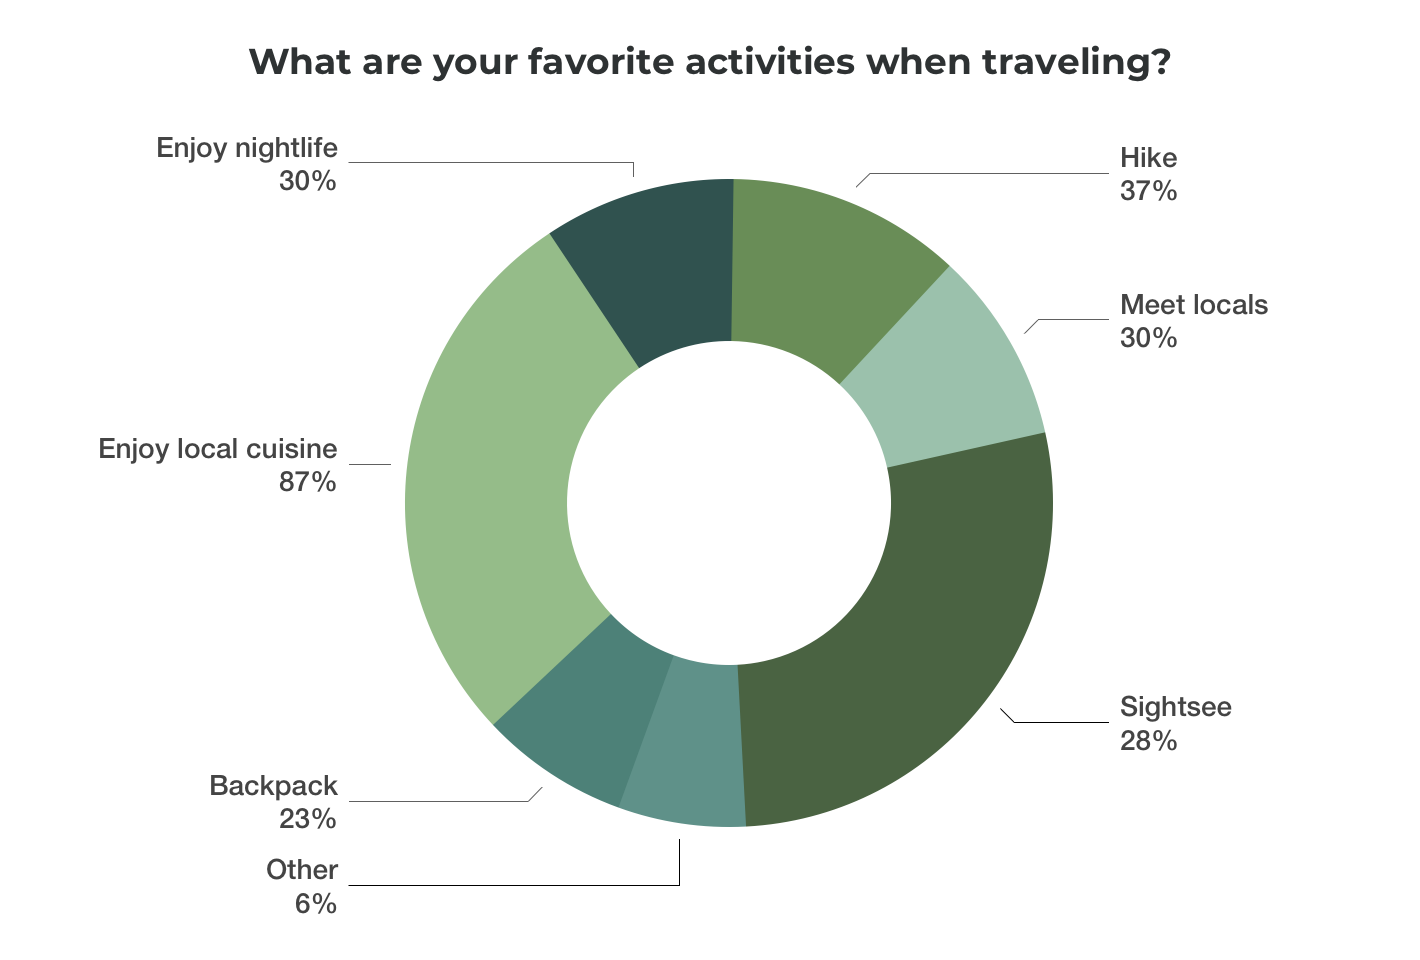 What are your favorite activities when traveling?
Enjoy nightlife
30%
Hike
37%
Meet locals
30%
Enjoy local cuisine
87%
Sightsee
28%
Backpack
23%
Other
6%